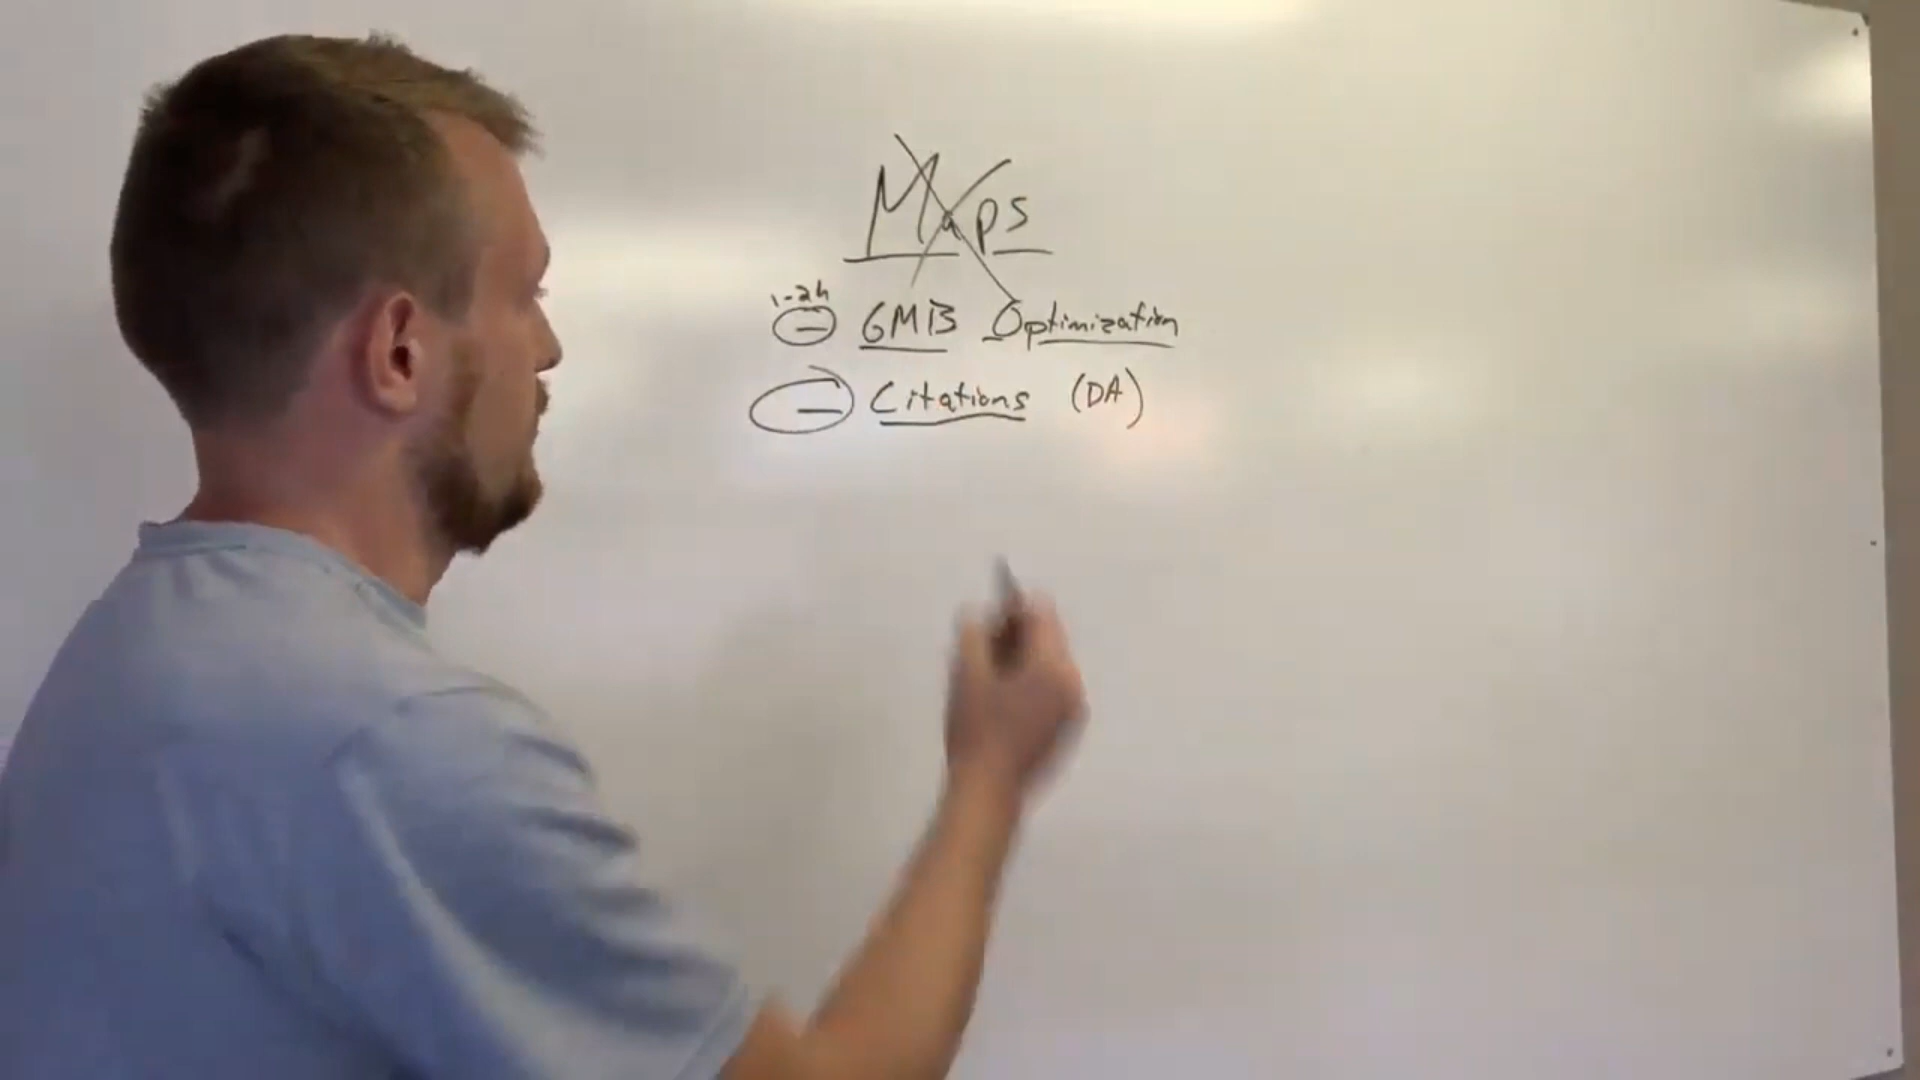 Maps
1-2h
- GMB Optimization
- Citations (DA)